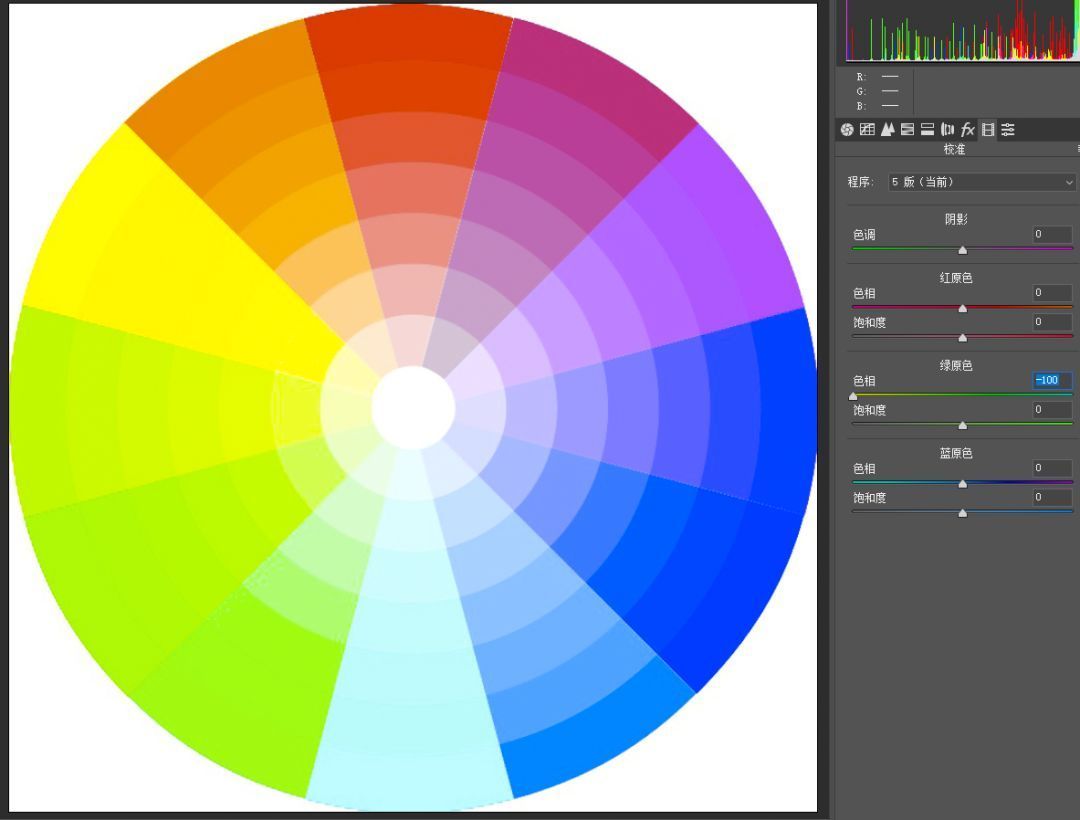 R:
G:
B:
fx
校准
程序: 5 版（当前）
阴影
色调 0
红原色
色相 0
饱和度 0
绿原色
色相 -100
饱和度 0
蓝原色
色相 0
饱和度 0